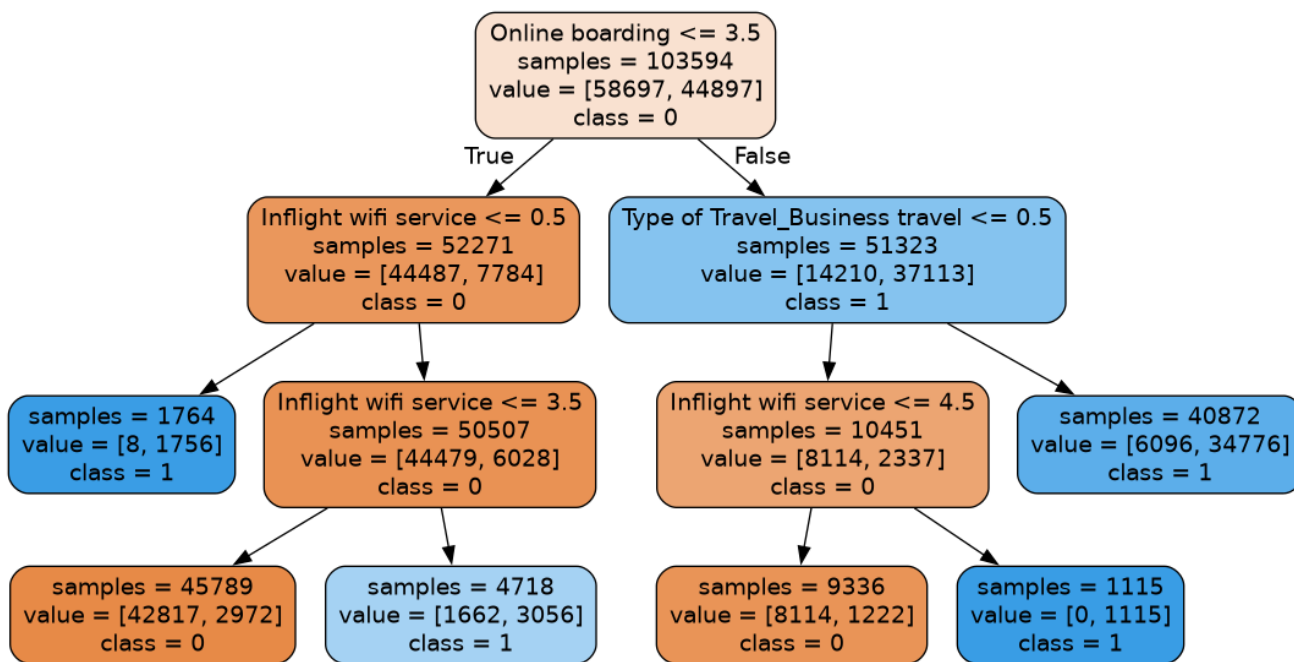 Online boarding <= 3.5
samples = 103594
value = [58697, 44897]
class = 0
True
False
Inflight wifi service <= 0.5
samples = 52271
value = [44487, 7784]
class = 0
Type of Travel_Business travel <= 0.5
samples = 51323
value = [14210, 37113]
class = 1
samples = 1764
value = [8, 1756]
class = 1
Inflight wifi service <= 3.5
samples = 50507
value = [44479, 6028]
class = 0
Inflight wifi service <= 4.5
samples = 10451
value = [8114, 2337]
class = 0
samples = 40872
value = [6096, 34776]
class = 1
samples = 45789
value = [42817, 2972]
class = 0
samples = 4718
value = [1662, 3056]
class = 1
samples = 9336
value = [8114, 1222]
class = 0
samples = 1115
value = [0, 1115]
class = 1